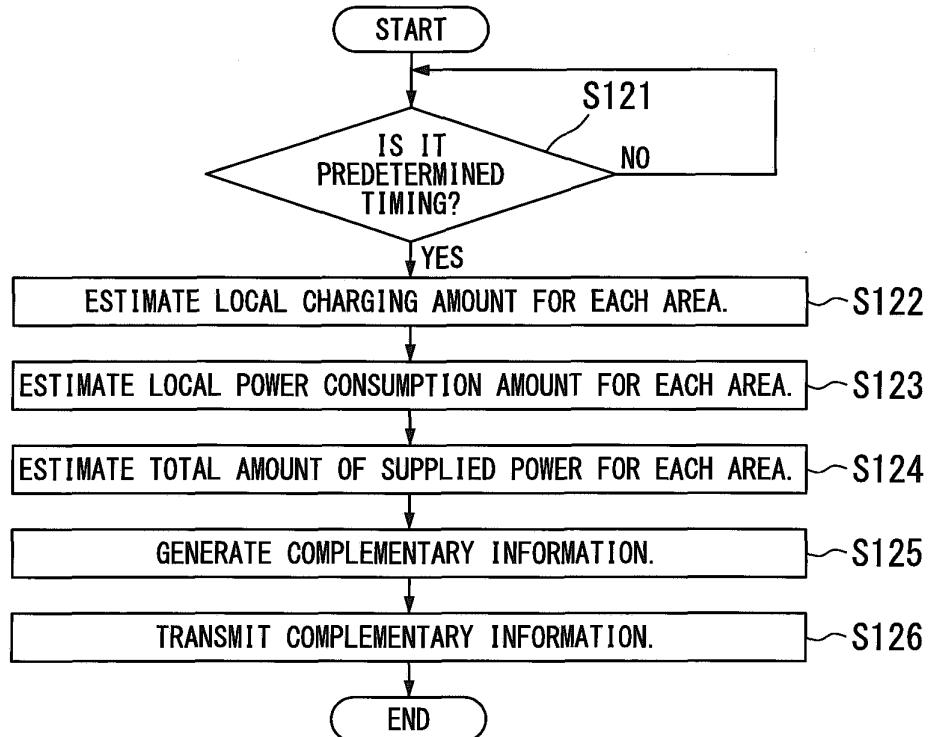 START
S121
IS IT
PREDETERMINED
TIMING?
NO
YES
ESTIMATE LOCAL CHARGING AMOUNT FOR EACH AREA.
S122
ESTIMATE LOCAL POWER CONSUMPTION AMOUNT FOR EACH AREA.
S123
ESTIMATE TOTAL AMOUNT OF SUPPLIED POWER FOR EACH AREA.
S124
GENERATE COMPLEMENTARY INFORMATION.
S125
TRANSMIT COMPLEMENTARY INFORMATION.
S126
END